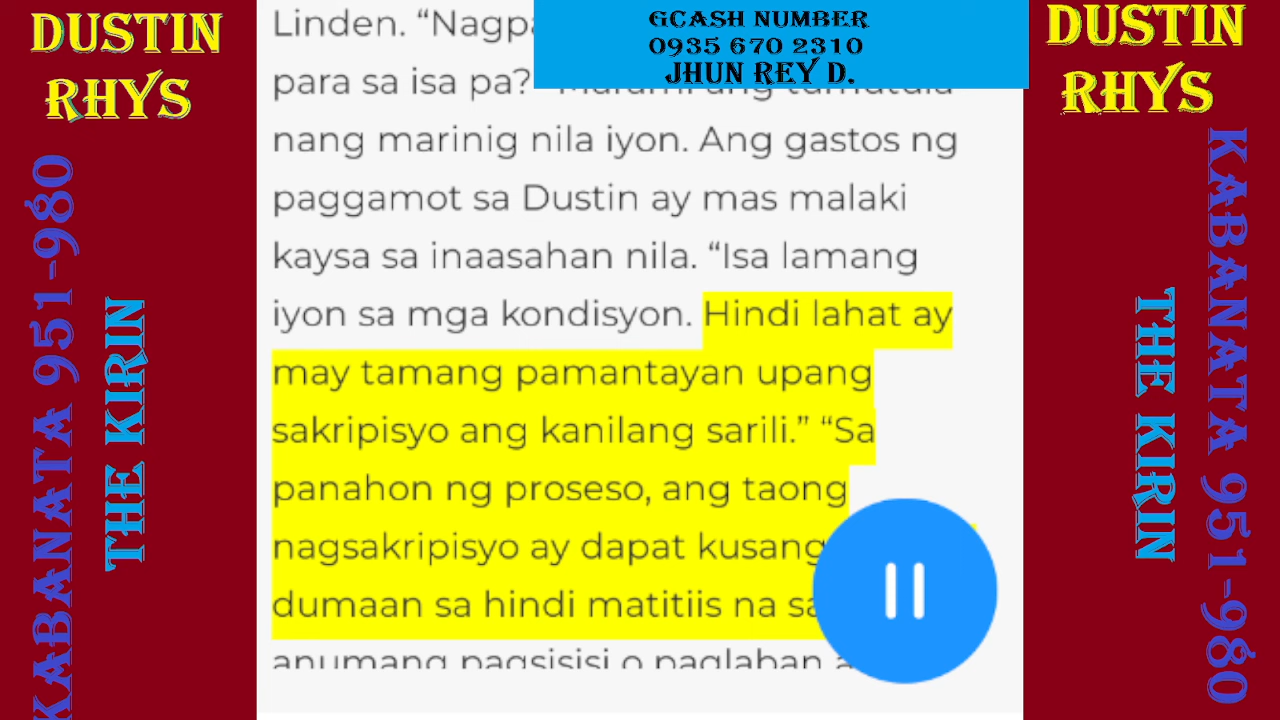 DUSTIN
RHYS
KABANATA 951-980
THE KIRIN
GCASH NUMBER
0935 670 2310
JHUN REY D.
Linden.
para sa isa pa?
nang marinig nila iyon. Ang gastos ng
paggamot sa Dustin ay mas malaki
kaysa sa inaasahan nila. “Isa lamang
iyon sa mga kondisyon. Hindi lahat ay
may tamang pamantayan upang
sakripisyo ang kanilang sarili.” “Sa
panahon ng proseso, ang taong
nagsakripisyo ay dapat kusang
dumaan sa hindi matitiis na
anumang pagsisisi o paglaban
DUSTIN
RHYS
KABANATA 951-980
THE KIRIN